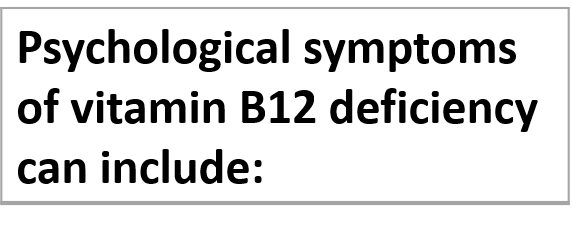 Psychological symptoms
of vitamin B12 deficiency
can include: